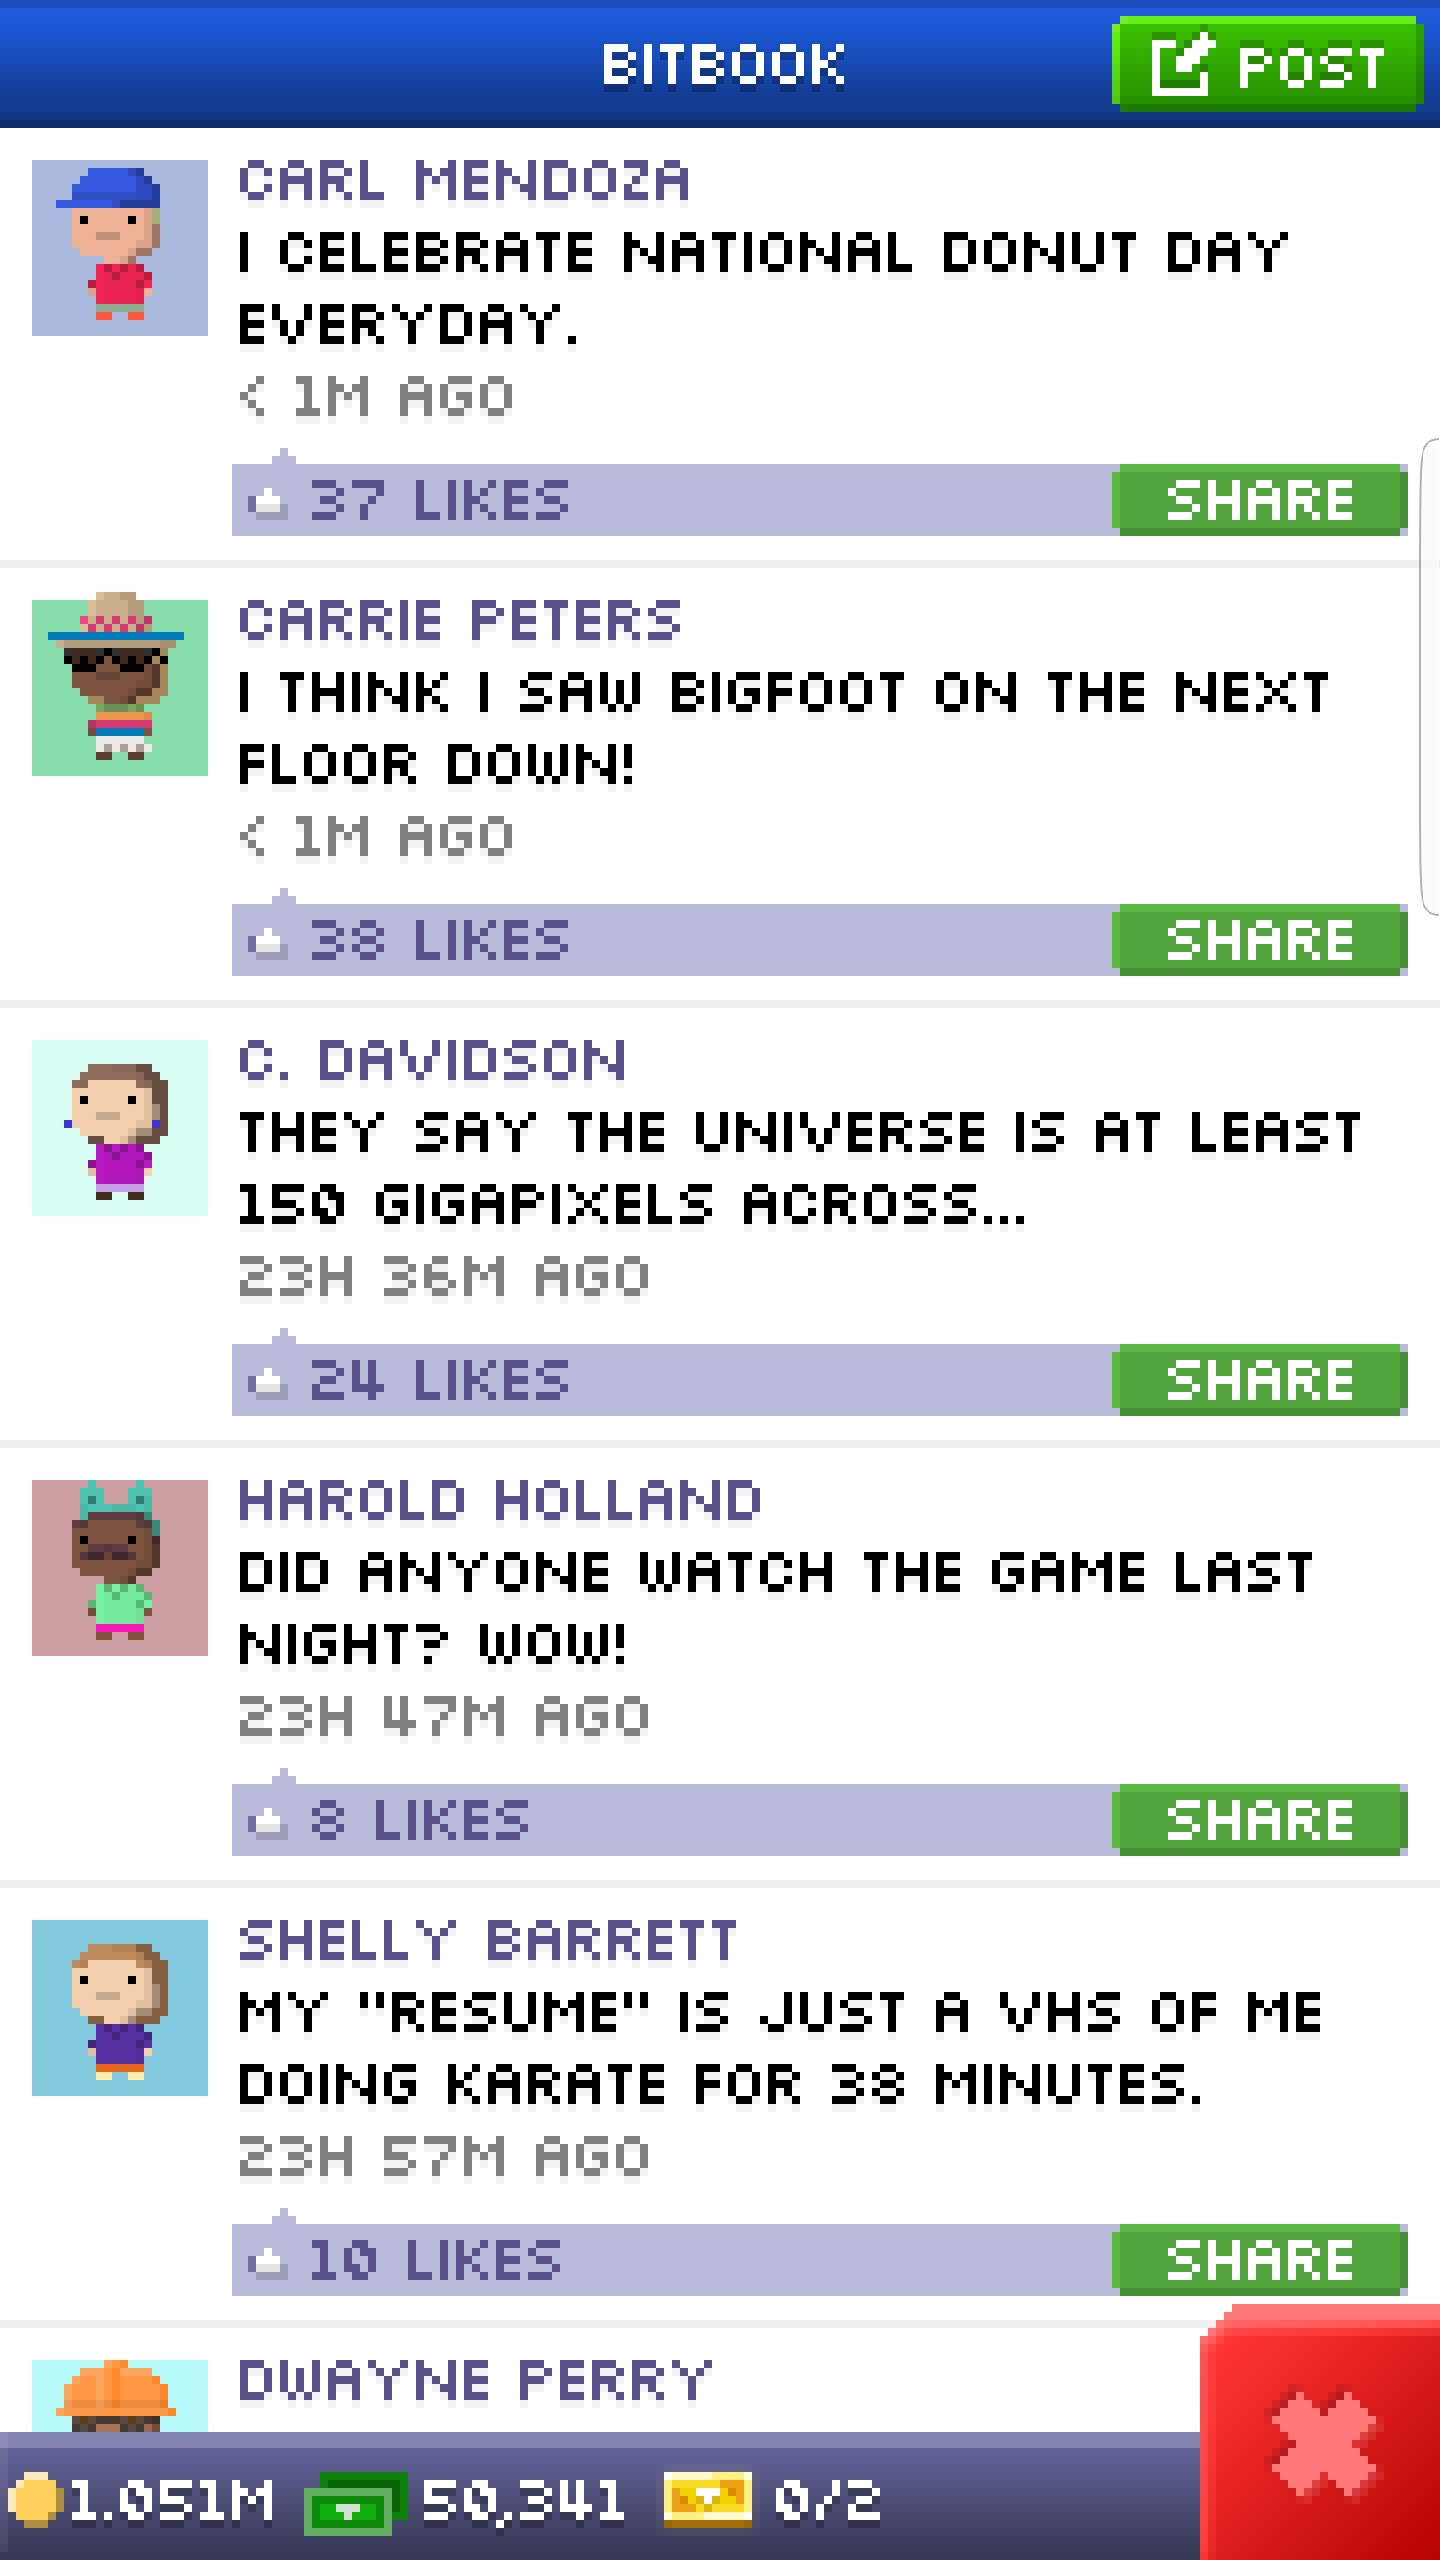 BITBOOK
POST
CARL MENDOZA
I CELEBRATE NATIONAL DONUT DAY
EVERYDAY.
< 1M AGO
37 LIKES
SHARE
CARRIE PETERS
I THINK I SAW BIGFOOT ON THE NEXT
FLOOR DOWN!
< 1M AGO
38 LIKES
SHARE
C. DAVIDSON
THEY SAY THE UNIVERSE IS AT LEAST
150 GIGAPIXELS ACROSS...
23H 36M AGO
24 LIKES
SHARE
HAROLD HOLLAND
DID ANYONE WATCH THE GAME LAST
NIGHT? WOW!
23H 47M AGO
8 LIKES
SHARE
SHELLY BARRETT
MY "RESUME" IS JUST A VHS OF ME
DOING KARATE FOR 38 MINUTES.
23H 57M AGO
10 LIKES
SHARE
DWAYNE PERRY
1.051M 50,341 0/2